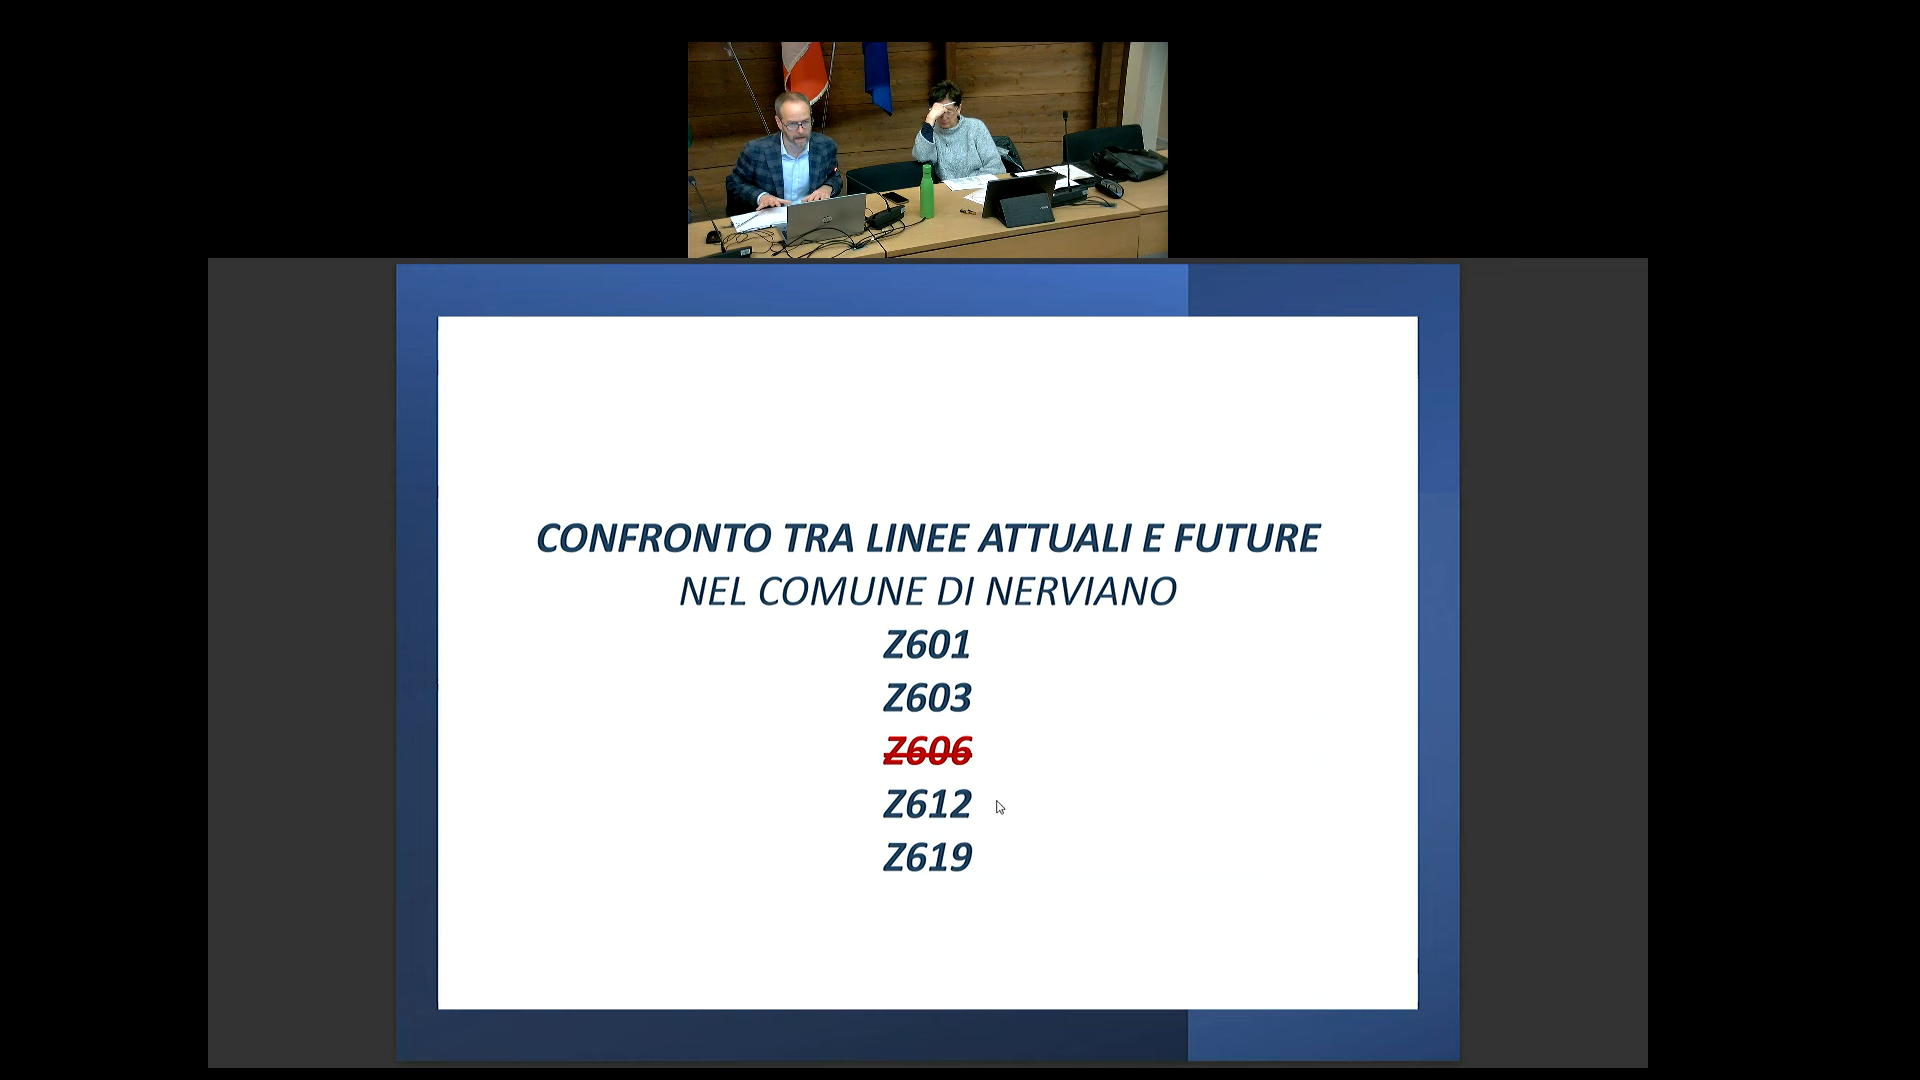 CONFRONTO TRA LINEE ATTUALI E FUTURE
NEL COMUNE DI NERVIANO
Z601
Z603
Z606
Z612
Z619